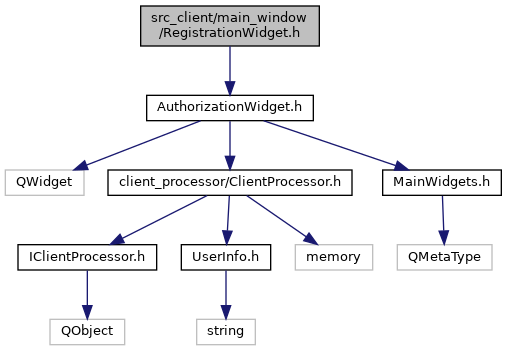 src_client/main_window
/RegistrationWidget.h
AuthorizationWidget.h
QWidget
client_processor/ClientProcessor.h
MainWidgets.h
IClientProcessor.h
UserInfo.h
memory
QMetaType
QObject
string